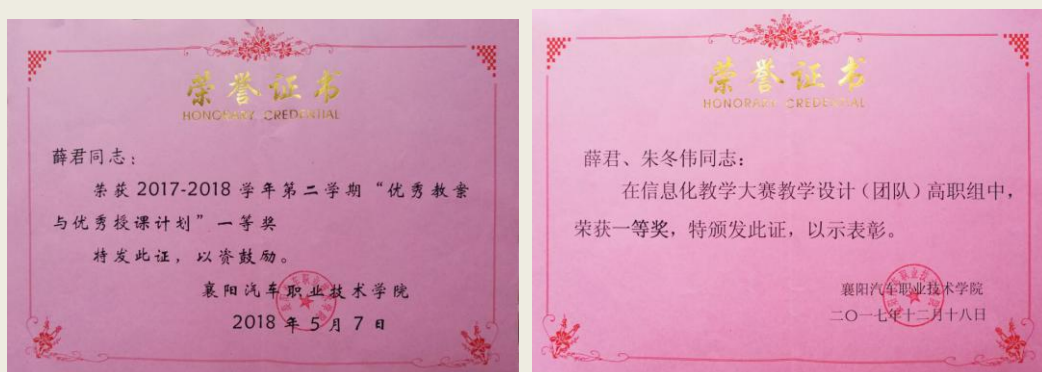 荣誉证书
HONORARY CREDENTIAL
薛君同志：
荣获 2017-2018 学年第二学期“优秀教案
与优秀授课计划”一等奖
特发此证，以资鼓励。
襄阳汽车职业技术学院
2018 年 5 月 7 日
荣誉证书
HONORARY CREDENTIAL
薛君、朱冬伟同志：
在信息化教学大赛教学设计（团队）高职组中，
荣获一等奖，特颁发此证，以示表彰。
襄阳汽车职业技术学院
二〇一七年十二月十八日